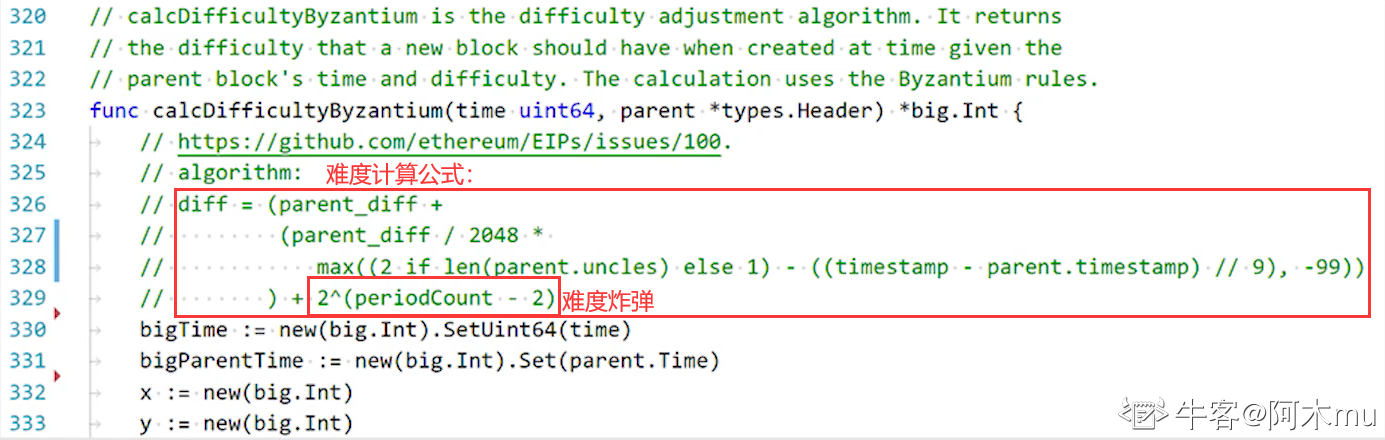 320 // calcDifficultyByzantium is the difficulty adjustment algorithm. It returns
321 // the difficulty that a new block should have when created at time given the
322 // parent block's time and difficulty. The calculation uses the Byzantium rules.
323 func calcDifficultyByzantium(time uint64, parent *types.Header) *big.Int {
324 // https://github.com/ethereum/EIPs/issues/100.
325 // algorithm: 难度计算公式：
326 // diff = (parent_diff +
327 // (parent_diff / 2048 *
328 // max((2 if len(parent.uncles) else 1) - ((timestamp - parent.timestamp) // 9), -99))
329 // ) + 2^(periodCount - 2) 难度炸弹
330 bigTime := new(big.Int).SetUint64(time)
331 bigParentTime := new(big.Int).Set(parent.Time)
332 x := new(big.Int)
333 y := new(big.Int)
牛客@阿木mu